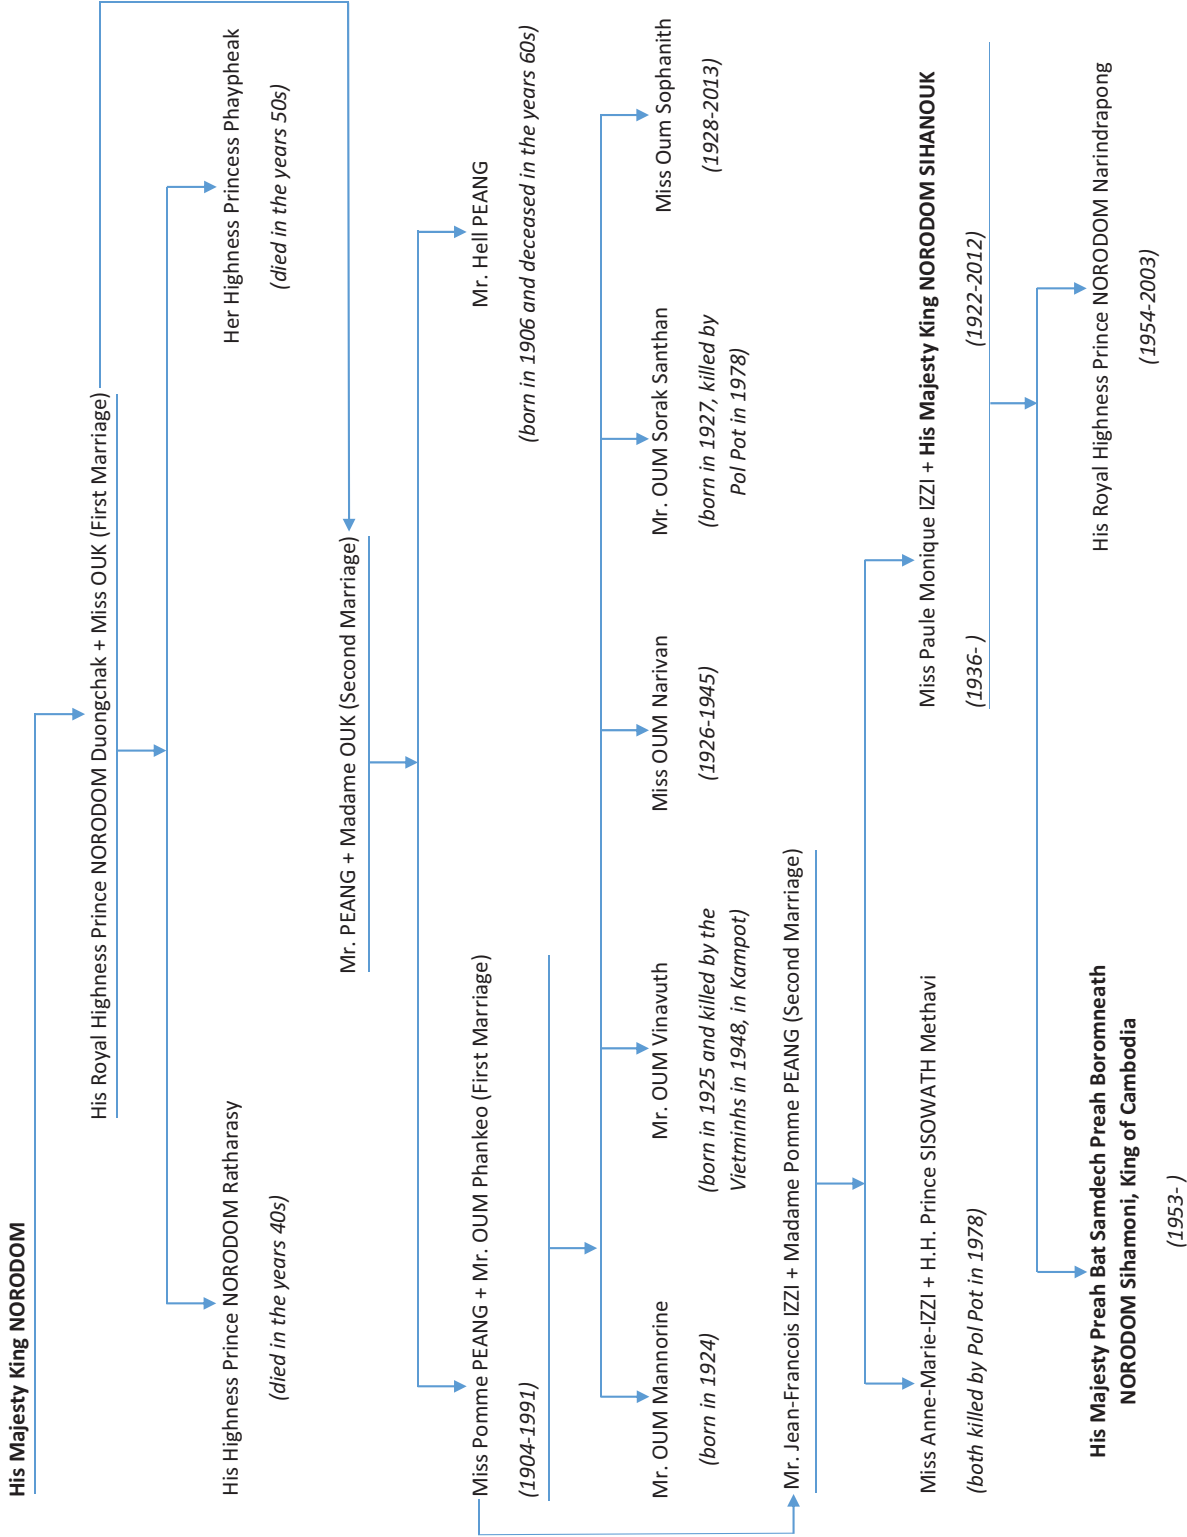 His Majesty King NORODOM
His Royal Highness Prince NORODOM Duongchak + Miss OUK (First Marriage)
His Highness Prince NORODOM Ratharasy
(died in the years 40s)
Her Highness Princess Phaypheak
(died in the years 50s)
Mr. PEANG + Madame OUK (Second Marriage)
Miss Pomme PEANG + Mr. OUM Phankeo (First Marriage)
(1904-1991)
Mr. Hell PEANG
(born in 1906 and deceased in the years 60s)
Mr. OUM Mannorine
(born in 1924)
Mr. OUM Vinavuth
(born in 1925 and killed by the
Vietminhs in 1948, in Kampot)
Miss OUM Narivan
(1926-1945)
Mr. OUM Sorak Santhan
(born in 1927, killed by
Pol Pot in 1978)
Miss Oum Sophanith
(1928-2013)
Mr. Jean-Francois IZZI + Madame Pomme PEANG (Second Marriage)
Miss Anne-Marie-IZZI + H.H. Prince SISOWATH Methavi
(both killed by Pol Pot in 1978)
Miss Paule Monique IZZI + His Majesty King NORODOM SIHANOUK
(1936- )
(1922-2012)
His Majesty Preah Bat Samdech Preah Boromneath
NORODOM Sihamoni, King of Cambodia
(1953- )
His Royal Highness Prince NORODOM Narindrapong
(1954-2003)